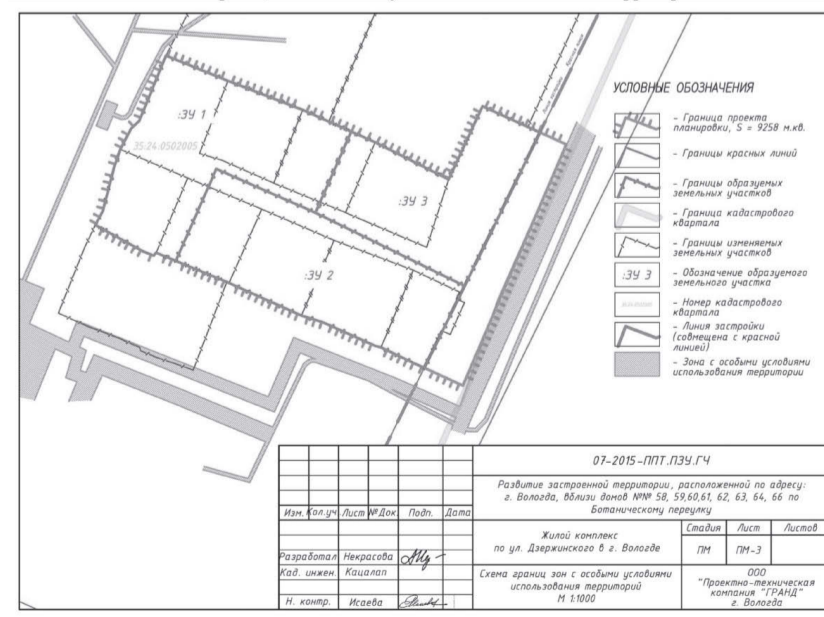 :ЗУ 1
35:24:0502005
:ЗУ 3
:ЗУ 2
УСЛОВНЫЕ ОБОЗНАЧЕНИЯ
- Граница проекта
планировки, S = 9258 м.кв.
- Границы красных линий
- Границы образуемых
земельных участков
- Граница кадастрового
квартала
- Границы изменяемых
земельных участков
:ЗУ 3
- Обозначение образуемого
земельного участка
- Номер кадастрового
квартала
- Линия застройки
(совмещена с красной
линией)
- Зона с особыми условиями
использования территории
07-2015-ППТ.ПЗУ.ГЧ
Развитие застроенной территории, расположенной по адресу:
г. Вологда, вблизи домов №№ 58, 59,60,61, 62, 63, 64, 66 по
Ботаническому переулку
Изм. Кол.уч Лист №Док. Подп. Дата
Жилой комплекс
по ул. Дзержинского в г. Вологде
Стадия Лист Листов
ПМ ПМ-3
Разработал Некрасова
Кад. инжен. Кацалап
Н. контр. Исаева
Схема границ зон с особыми условиями
использования территорий
М 1:1000
ООО
"Проектно-техническая
компания "ГРАНД"
г. Вологда